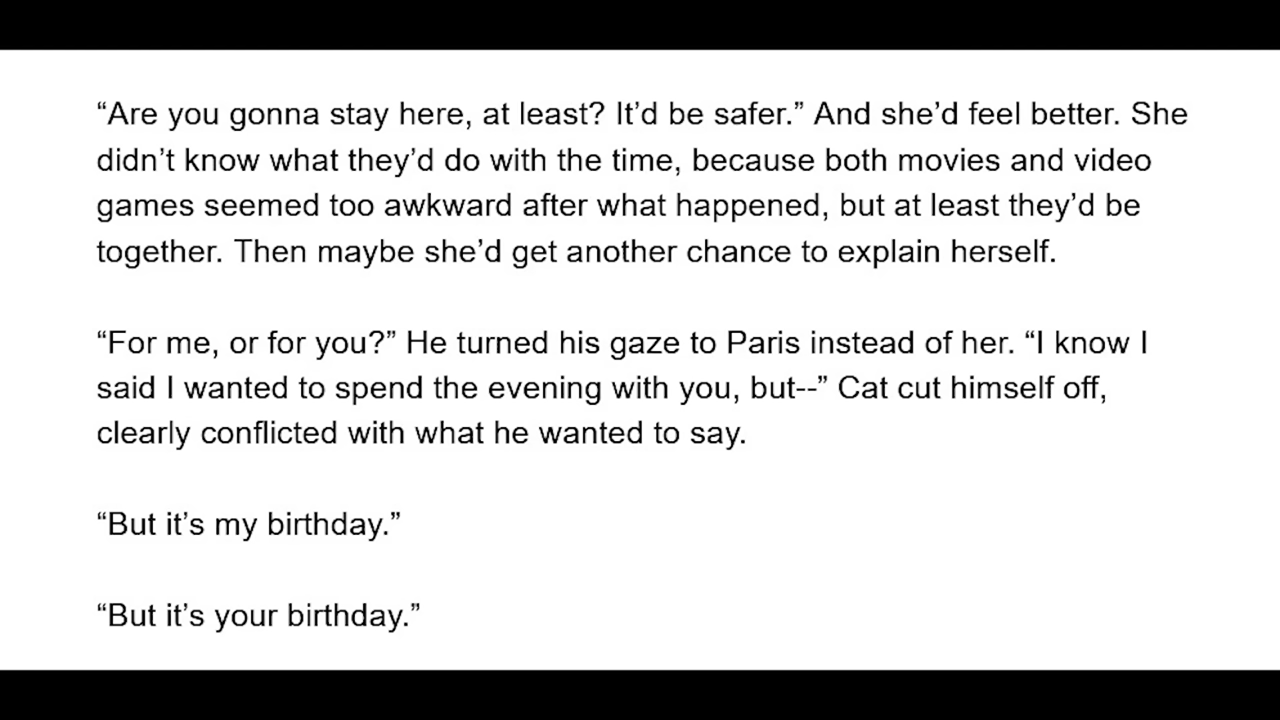 “Are you gonna stay here, at least? It’d be safer.” And she’d feel better. She
didn’t know what they’d do with the time, because both movies and video
games seemed too awkward after what happened, but at least they’d be
together. Then maybe she’d get another chance to explain herself.
“For me, or for you?” He turned his gaze to Paris instead of her. “I know I
said I wanted to spend the evening with you, but--” Cat cut himself off,
clearly conflicted with what he wanted to say.
“But it’s my birthday.”
“But it’s your birthday.”